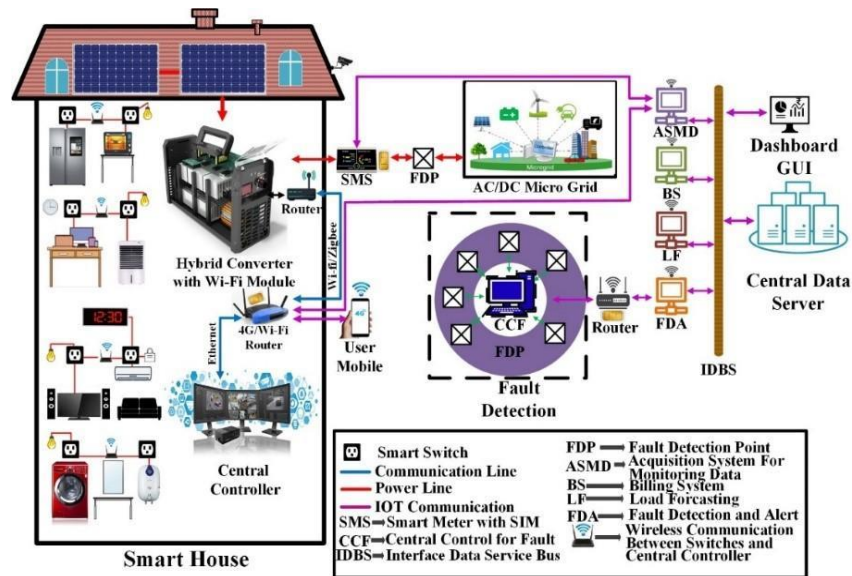 SMS
FDP
Microgrid
AC/DC Micro Grid
ASMD
Dashboard
GUI
BS
LF
FDA
IDBS
Central Data
Server
Router
Hybrid Converter
with Wi-Fi Module
Wi-fi/Zigbee
4G/Wi-Fi
Router
Ethernet
4G
User
Mobile
12:30
Central
Controller
Smart House
CCF
FDP
Router
Fault
Detection
Smart Switch
Communication Line
Power Line
IOT Communication
SMS Smart Meter with SIM
CCF Central Control for Fault
IDBS Interface Data Service Bus
FDP Fault Detection Point
ASMD Acquisition System For
Monitoring Data
BS Billing System
LF Load Forcasting
FDA Fault Detection and Alert
Wireless Communication
Between Switches and
Central Controller